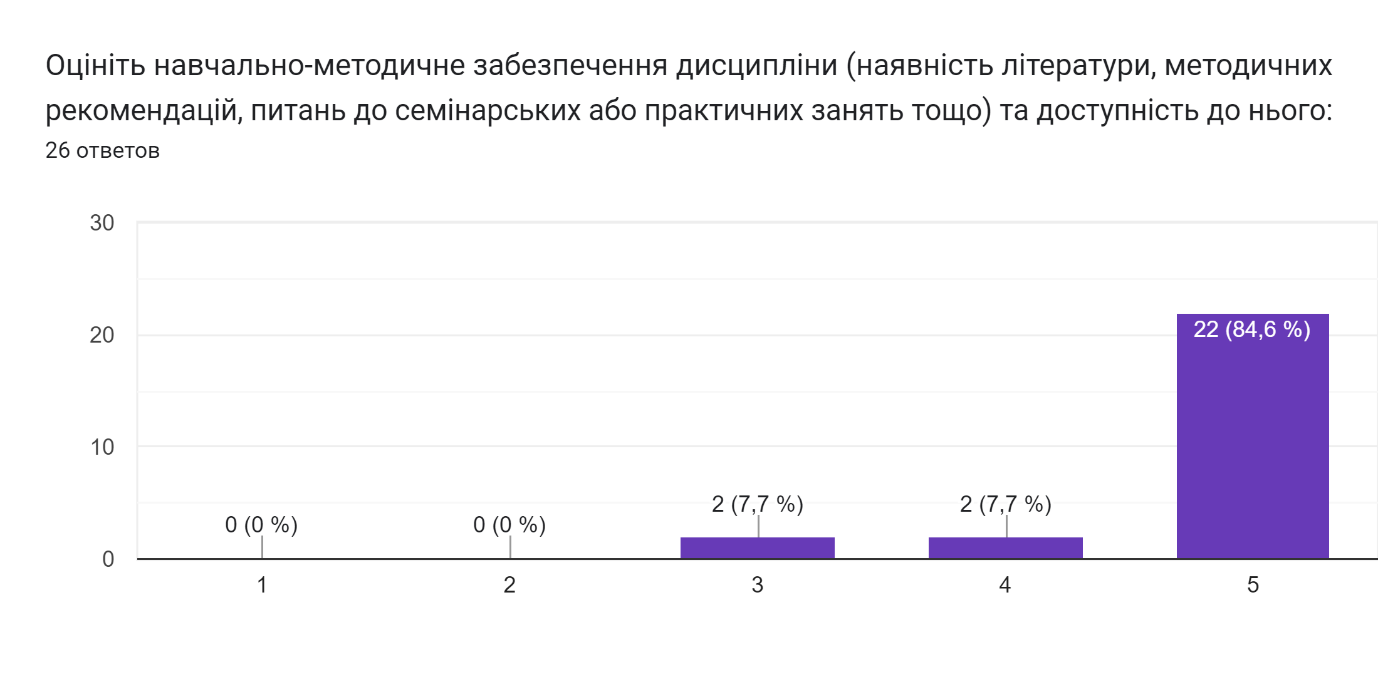 Оцініть навчально-методичне забезпечення дисципліни (наявність літератури, методичних
рекомендацій, питань до семінарських або практичних занять тощо) та доступність до нього:
26 ответов
30
20
10
0
0 (0 %)
0 (0 %)
2 (7,7 %)
2 (7,7 %)
22 (84,6 %)
1
2
3
4
5